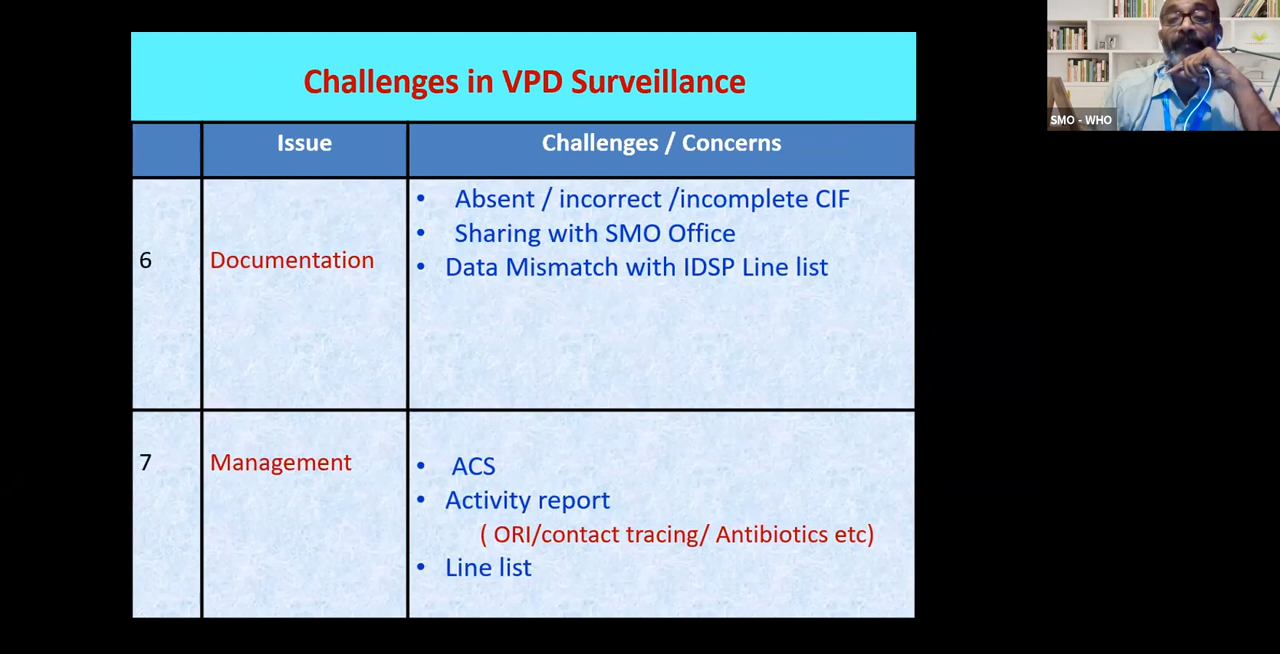 Challenges in VPD Surveillance
Issue
Challenges / Concerns
6
Documentation
• Absent / incorrect /incomplete CIF
• Sharing with SMO Office
• Data Mismatch with IDSP Line list
7
Management
• ACS
• Activity report
( ORI/contact tracing/ Antibiotics etc)
• Line list
SMO - WHO